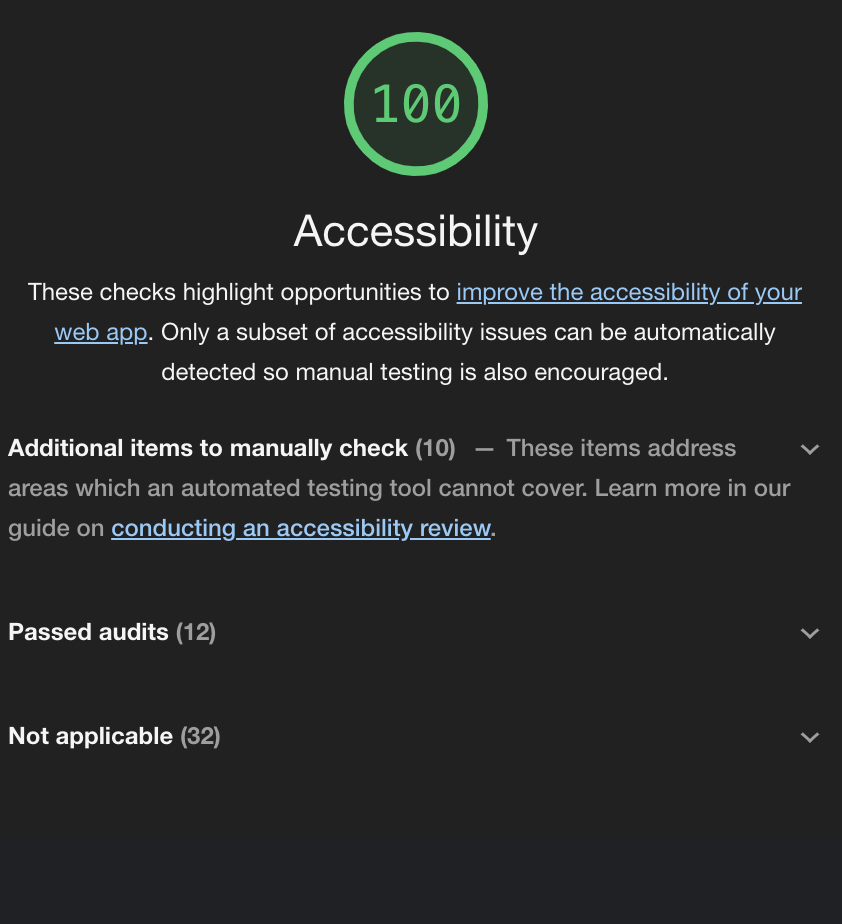 100
Accessibility
These checks highlight opportunities to improve the accessibility of your
web app. Only a subset of accessibility issues can be automatically
detected so manual testing is also encouraged.
Additional items to manually check (10) — These items address
areas which an automated testing tool cannot cover. Learn more in our
guide on conducting an accessibility review.
Passed audits (12)
Not applicable (32)